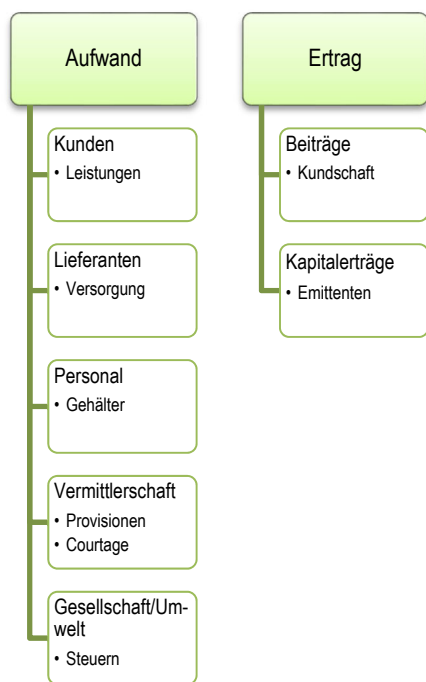 Aufwand
Kunden
• Leistungen
Lieferanten
• Versorgung
Personal
• Gehälter
Vermittlerschaft
• Provisionen
• Courtage
Gesellschaft/Um-
welt
• Steuern
Ertrag
Beiträge
• Kundschaft
Kapitalerträge
• Emittenten